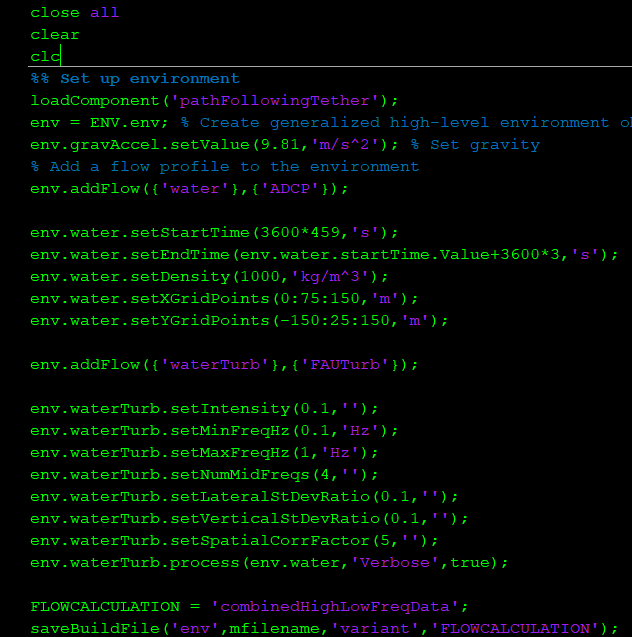 close all
clear
clc
%% Set up environment
loadComponent('pathFollowingTether');
env = ENV.env; % Create generalized high-level environment
env.gravAccel.setValue(9.81,'m/s^2'); % Set gravity
% Add a flow profile to the environment
env.addFlow({'water'},{'ADCP'});
env.water.setStartTime(3600*459,'s');
env.water.setEndTime(env.water.startTime.Value+3600*3,'s');
env.water.setDensity(1000,'kg/m^3');
env.water.setXGridPoints(0:75:150,'m');
env.water.setYGridPoints(-150:25:150,'m');
env.addFlow({'waterTurb'},{'FAUTurb'});
env.waterTurb.setIntensity(0.1,'');
env.waterTurb.setMinFreqHz(0.1,'Hz');
env.waterTurb.setMaxFreqHz(1,'Hz');
env.waterTurb.setNumMidFreqs(4,'');
env.waterTurb.setLateralStDevRatio(0.1,'');
env.waterTurb.setVerticalStDevRatio(0.1,'');
env.waterTurb.setSpatialCorrFactor(5,'');
env.waterTurb.process(env.water,'Verbose',true);
FLOWCALCULATION = 'combinedHighLowFreqData';
saveBuildFile('env',mfilename,'variant','FLOWCALCULATION');